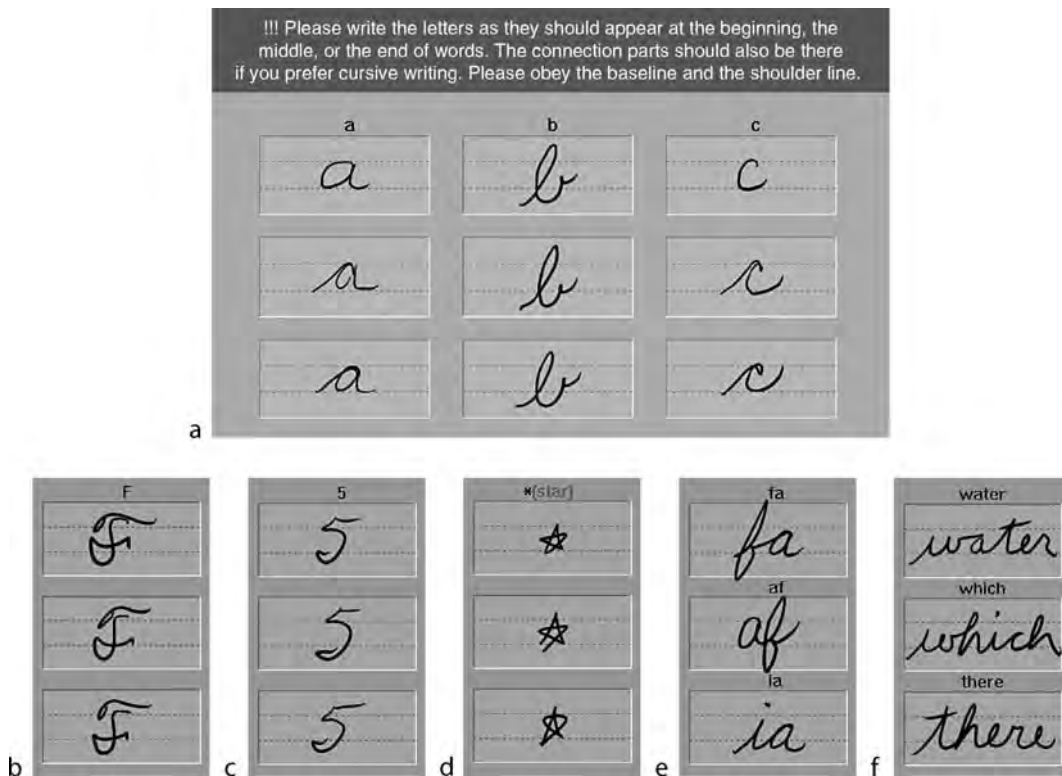 !!! Please write the letters as they should appear at the beginning, the
middle, or the end of words. The connection parts should also be there
if you prefer cursive writing. Please obey the baseline and the shoulder line.
a b c
a b c
a b c
a b c
a
F
F
F
F
b
5
5
5
5
c
*(star)
d
fa
fa
af
af
ia
ia
e
water
water
which
which
there
there
f